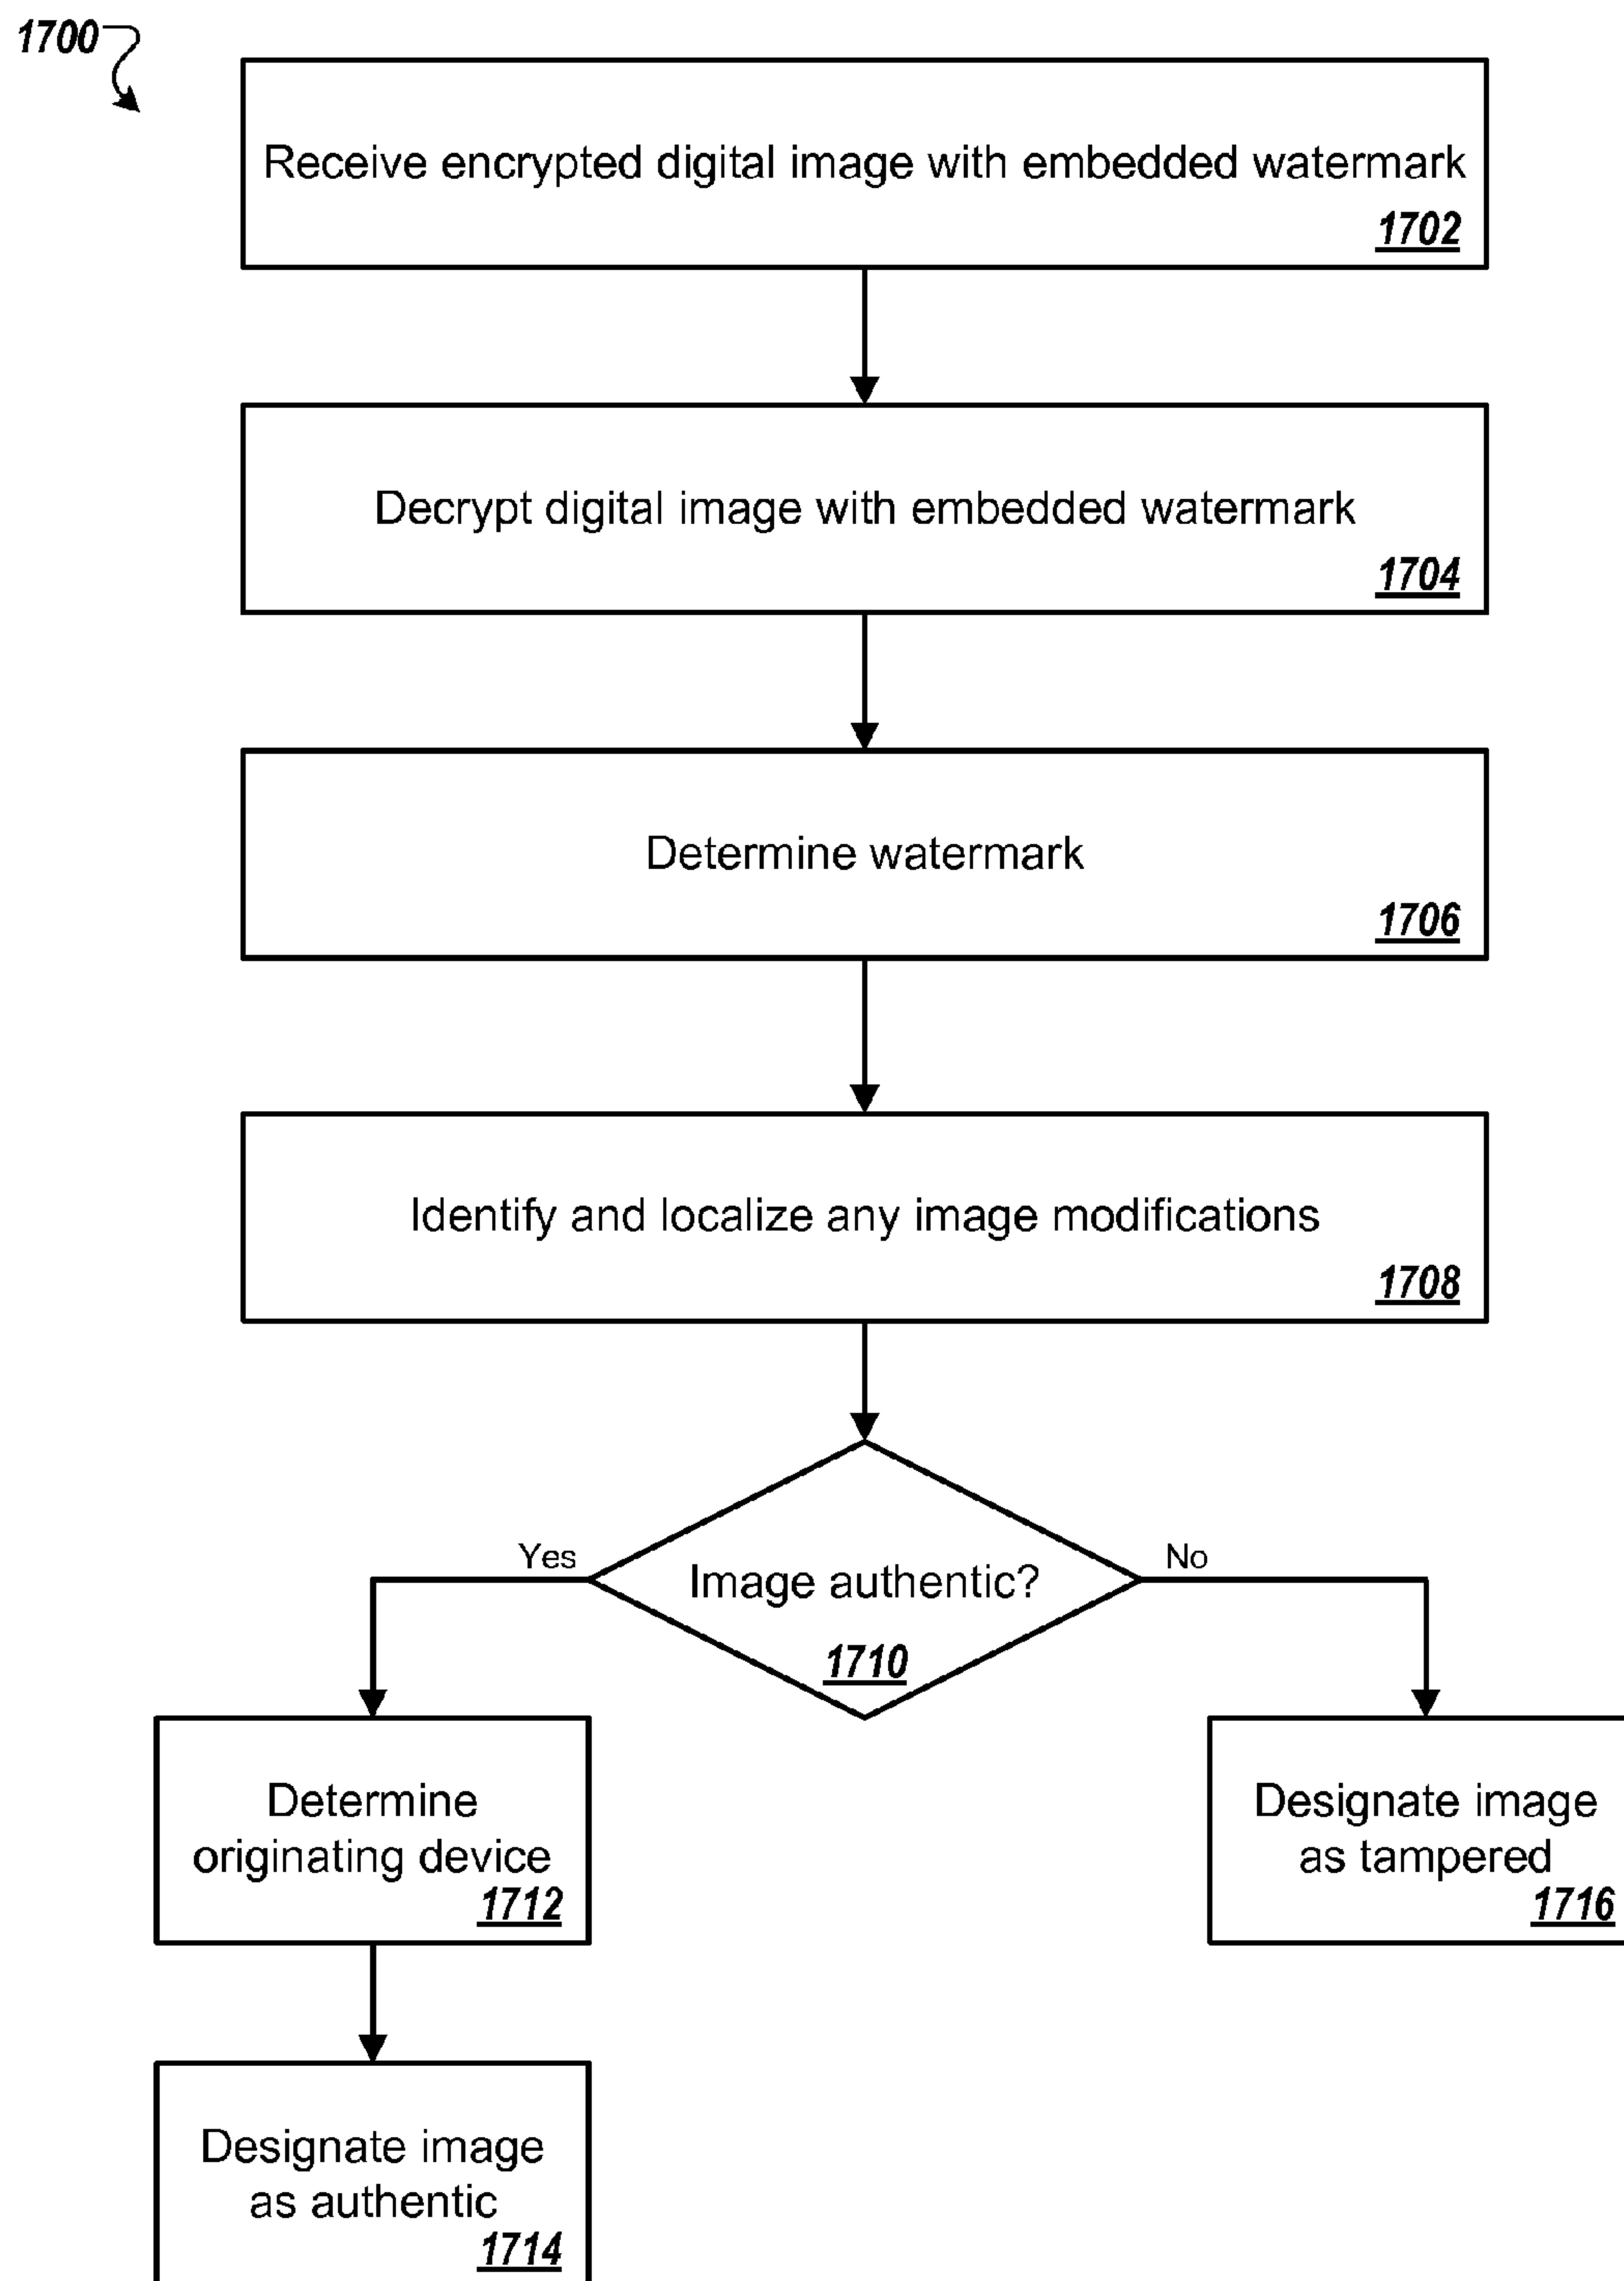 1700
Receive encrypted digital image with embedded watermark
1702
Decrypt digital image with embedded watermark
1704
Determine watermark
1706
Identify and localize any image modifications
1708
Yes
Image authentic?
No
1710
Determine
originating device
1712
Designate image
as tampered
1716
Designate image
as authentic
1714